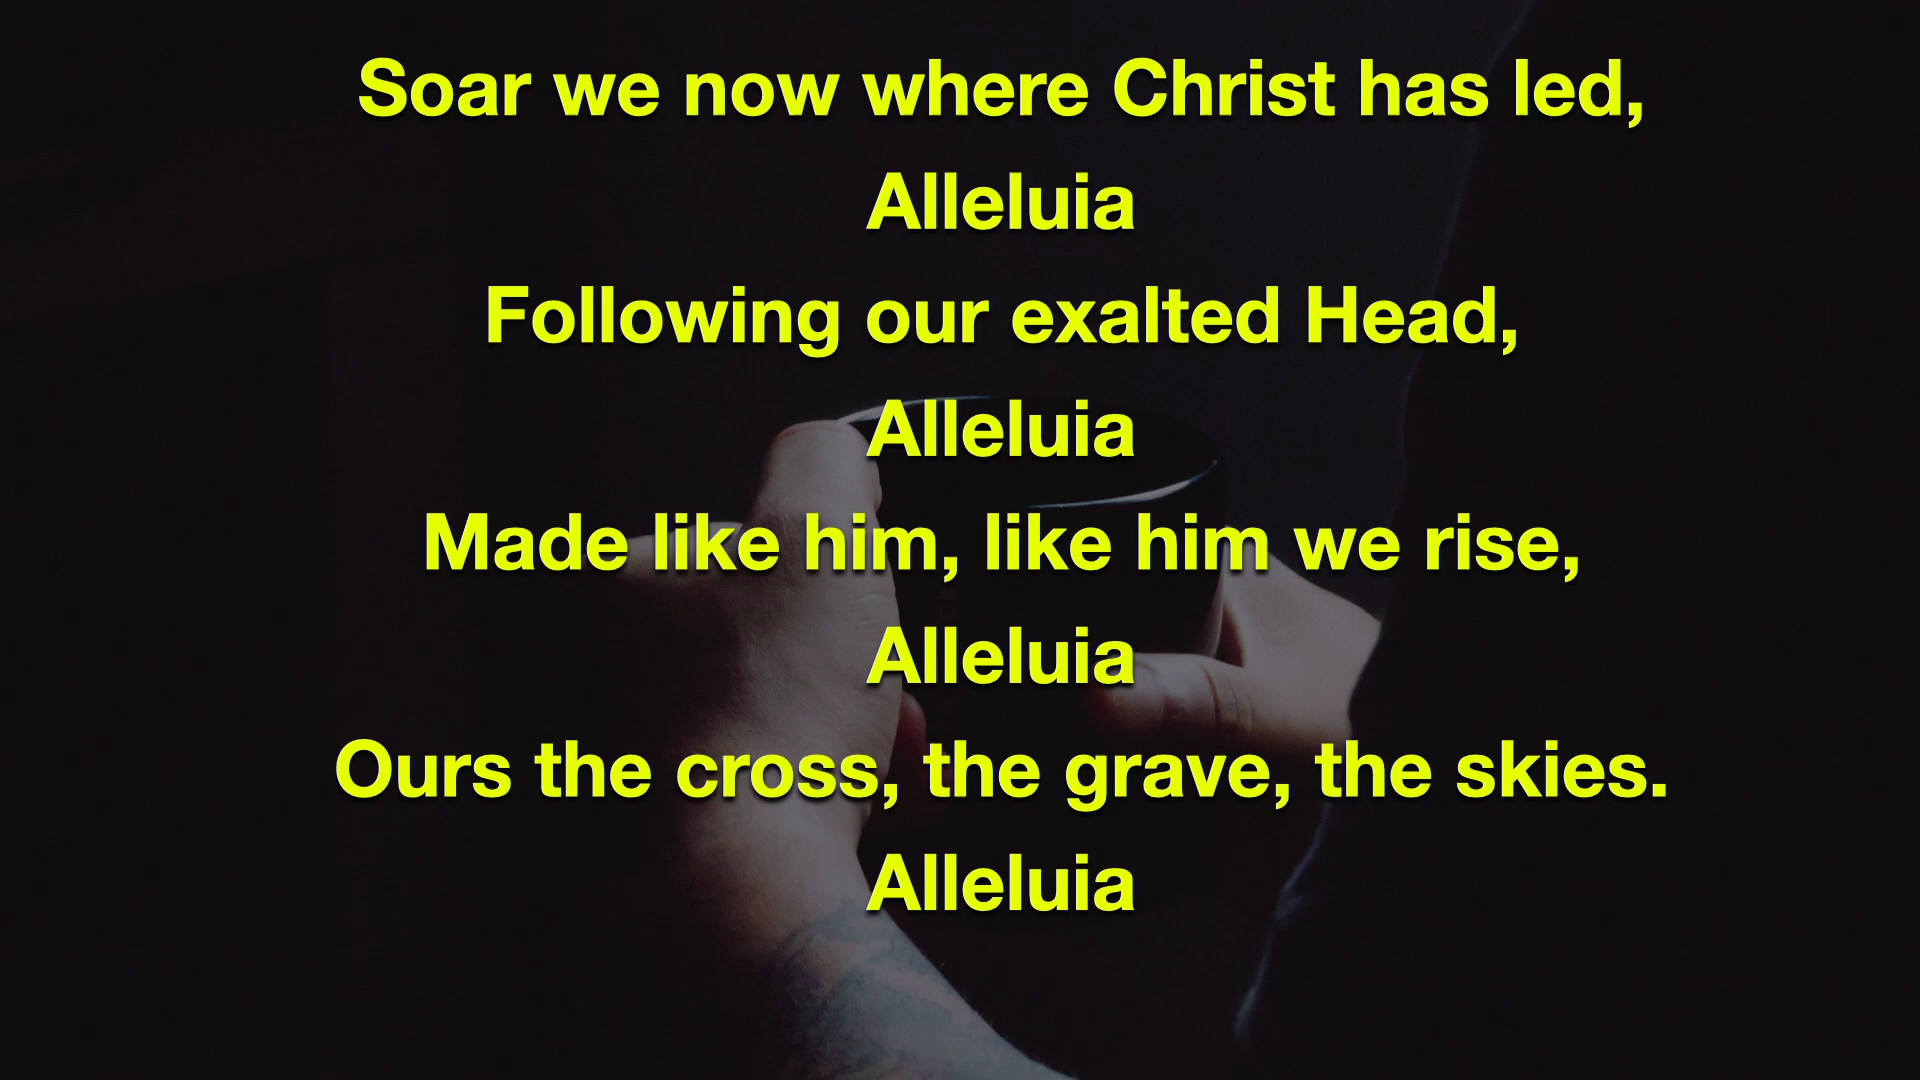 Soar we now where Christ has led,
Alleluia
Following our exalted Head,
Alleluia
Made like him, like him we rise,
Alleluia
Ours the cross, the grave, the skies.
Alleluia